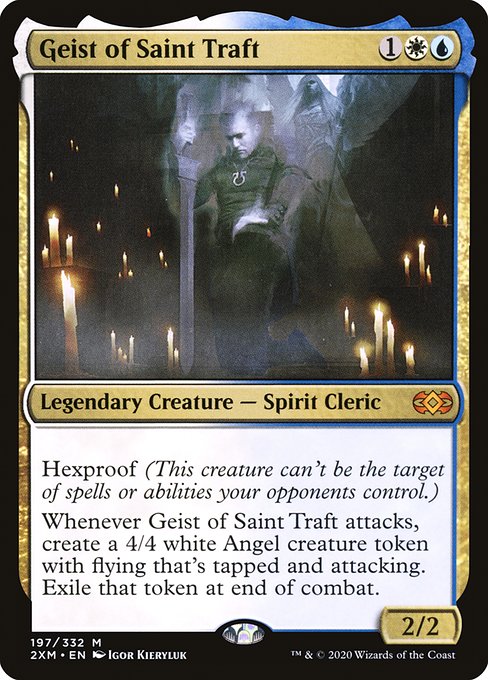 Geist of Saint Traft 1
Legendary Creature — Spirit Cleric
Hexproof (This creature can't be the target
of spells or abilities your opponents control.)
Whenever Geist of Saint Traft attacks,
create a 4/4 white Angel creature token
with flying that's tapped and attacking.
Exile that token at end of combat.
2/2
197/332 M
2XM • EN Igor Kieryluk
™ & © 2020 Wizards of the Coast